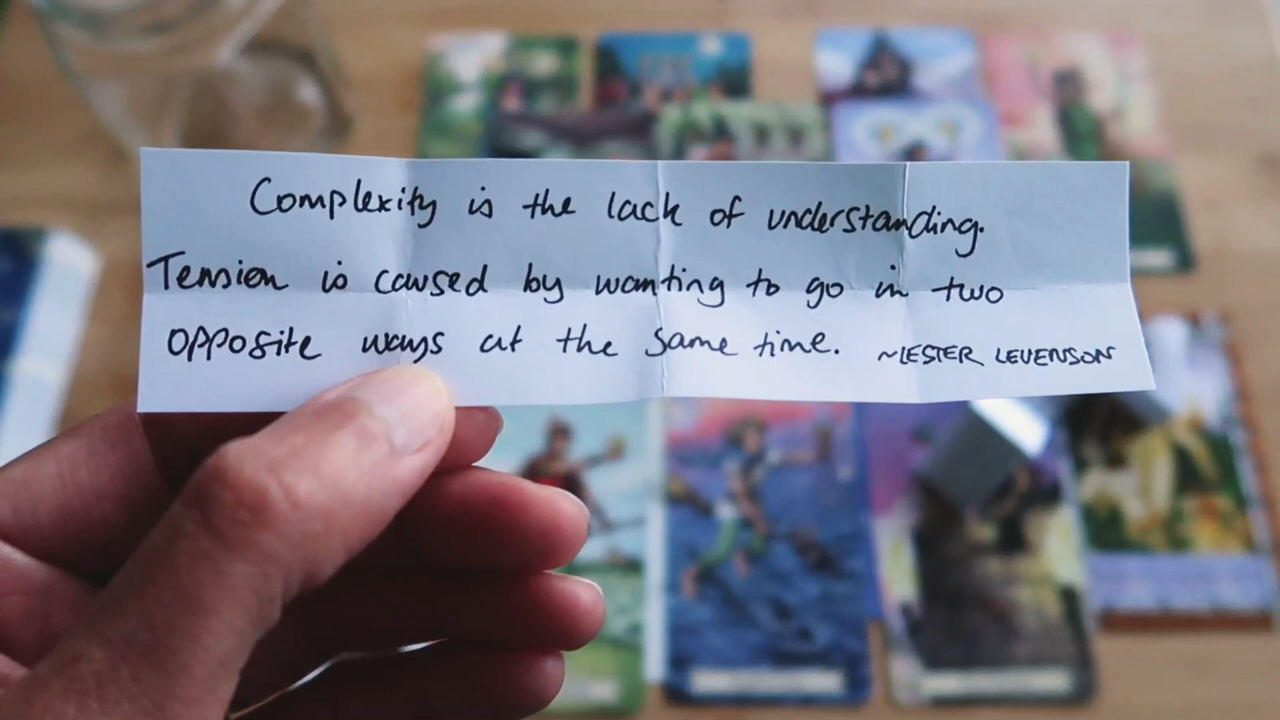 Complexity is the lack of understanding.
Tension is caused by wanting to go in two
opposite ways at the same time. ~LESTER LEVENSON